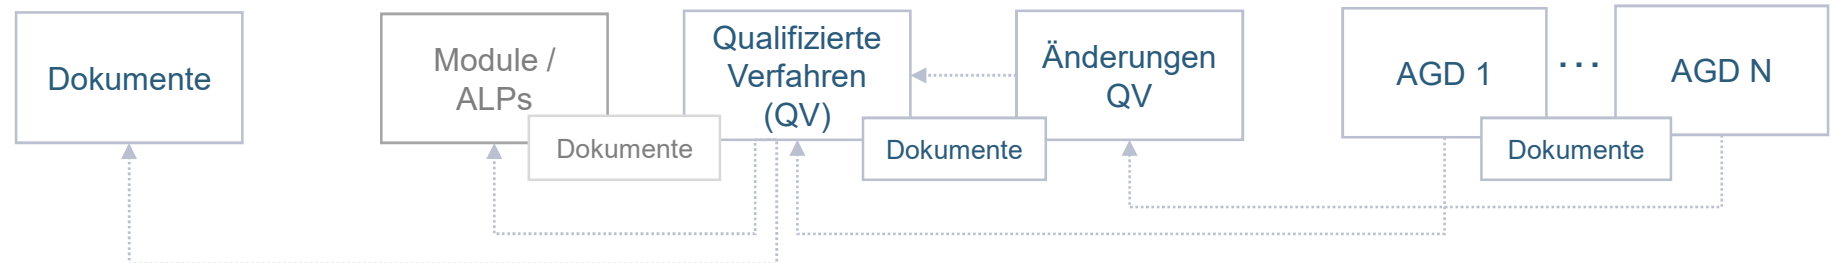 Dokumente
Module /
ALPs
Dokumente
Qualifizierte
Verfahren
(QV)
Dokumente
Änderungen
QV
AGD 1
Dokumente
...
AGD N